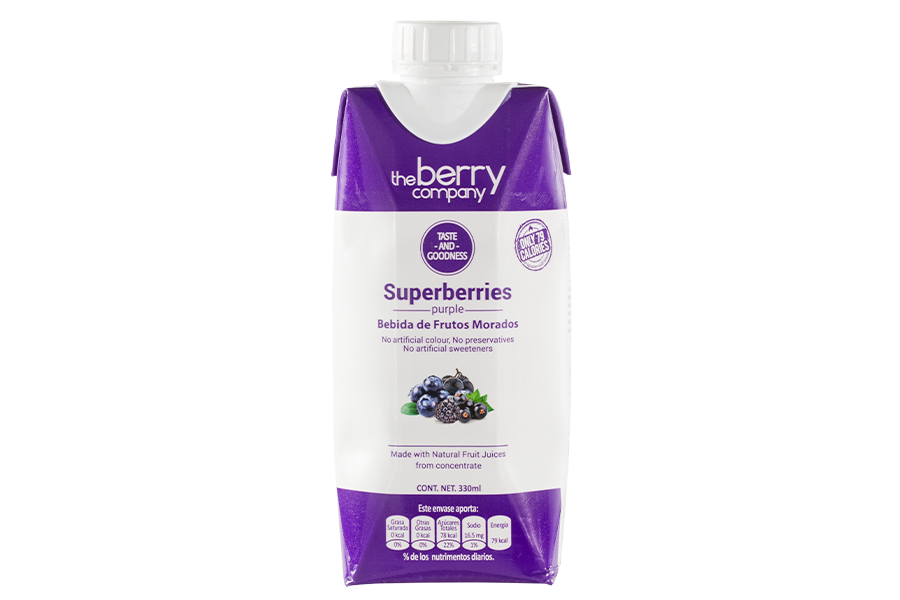 the berry
company
TASTE
-AND-
GOODNESS
ONLY 79
CALORIES
Superberries
purple
Bebida de Frutos Morados
No artificial colour, No preservatives
No artificial sweeteners
Made with Natural Fruit Juices
from concentrate
CONT. NET. 330ml
Este envase aporta:
Grasa Saturada 0 kcal 0%
Otras Grasas 0 kcal 0%
Azúcares Totales 78 kcal 22%
Sodio 16.5 mg 1%
Energía 79 kcal
% de los nutrimentos diarios.